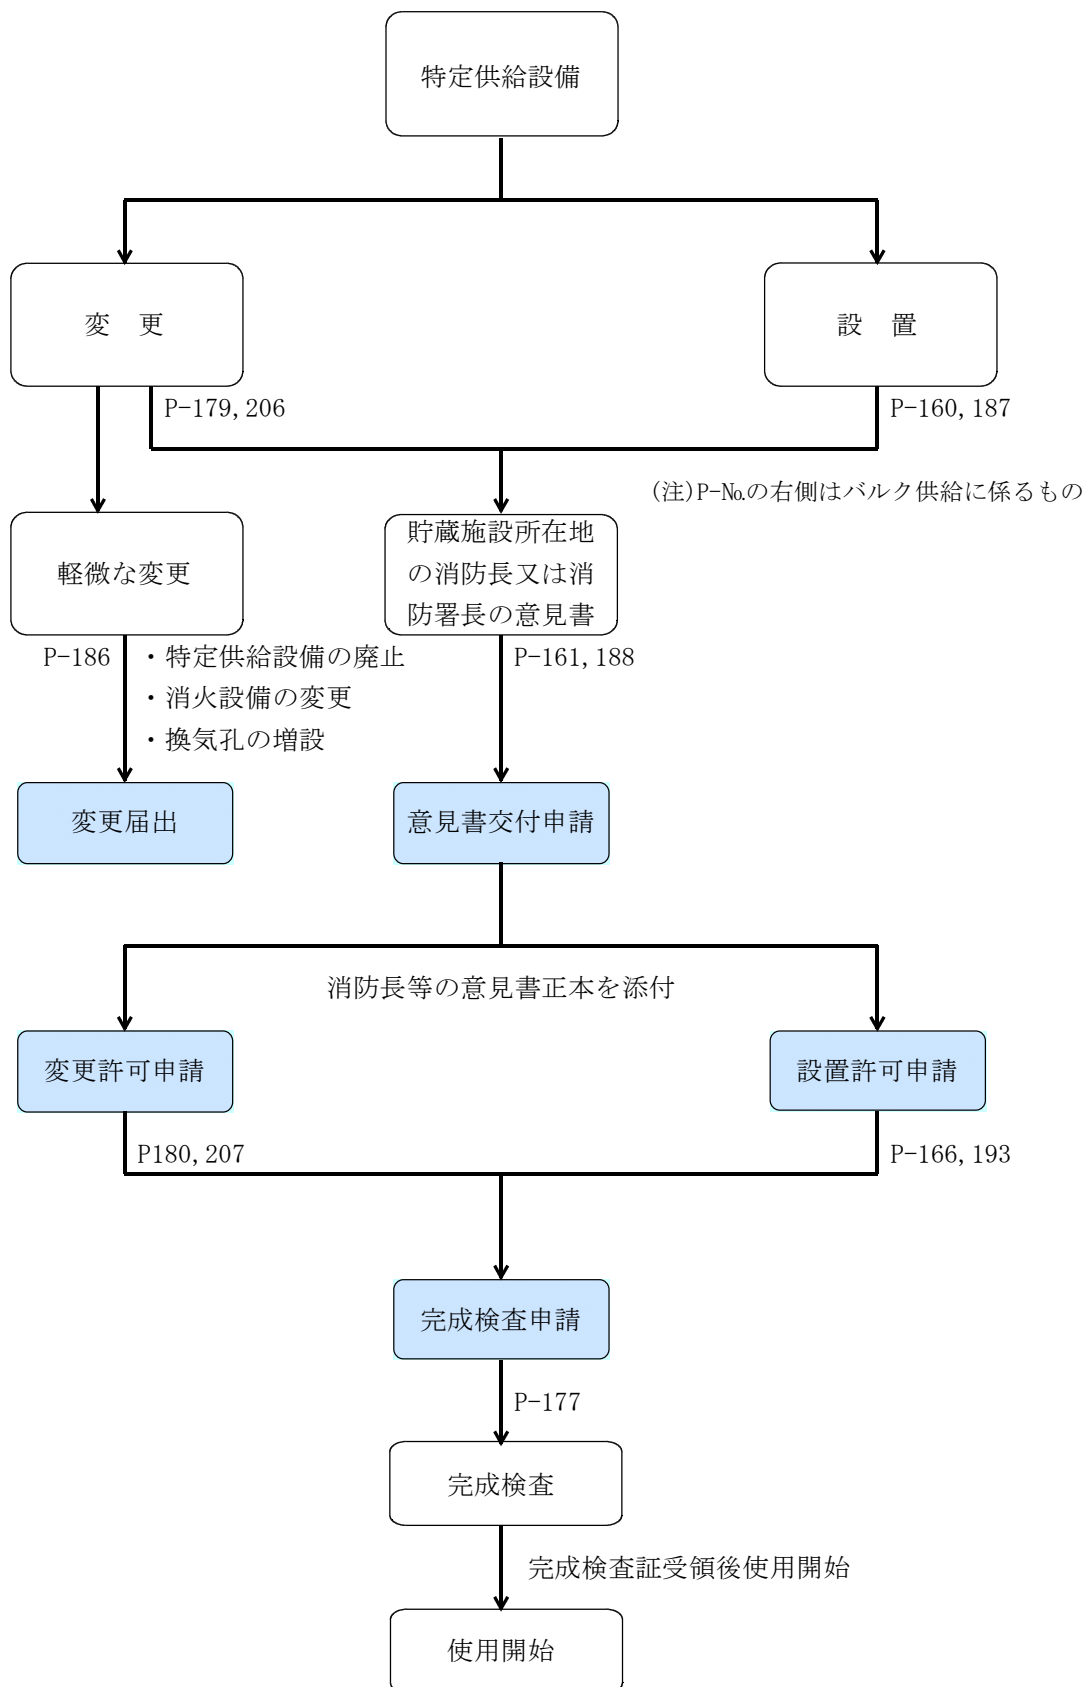 特定供給設備
変　更
設　置
P-179,206
P-160,187
(注)P-№の右側はバルク供給に係るもの
軽微な変更
貯蔵施設所在地
の消防長又は消
防署長の意見書
P-186
・特定供給設備の廃止
・消火設備の変更
・換気孔の増設
P-161,188
変更届出
意見書交付申請
消防長等の意見書正本を添付
変更許可申請
設置許可申請
P180,207
P-166,193
完成検査申請
P-177
完成検査
完成検査証受領後使用開始
使用開始